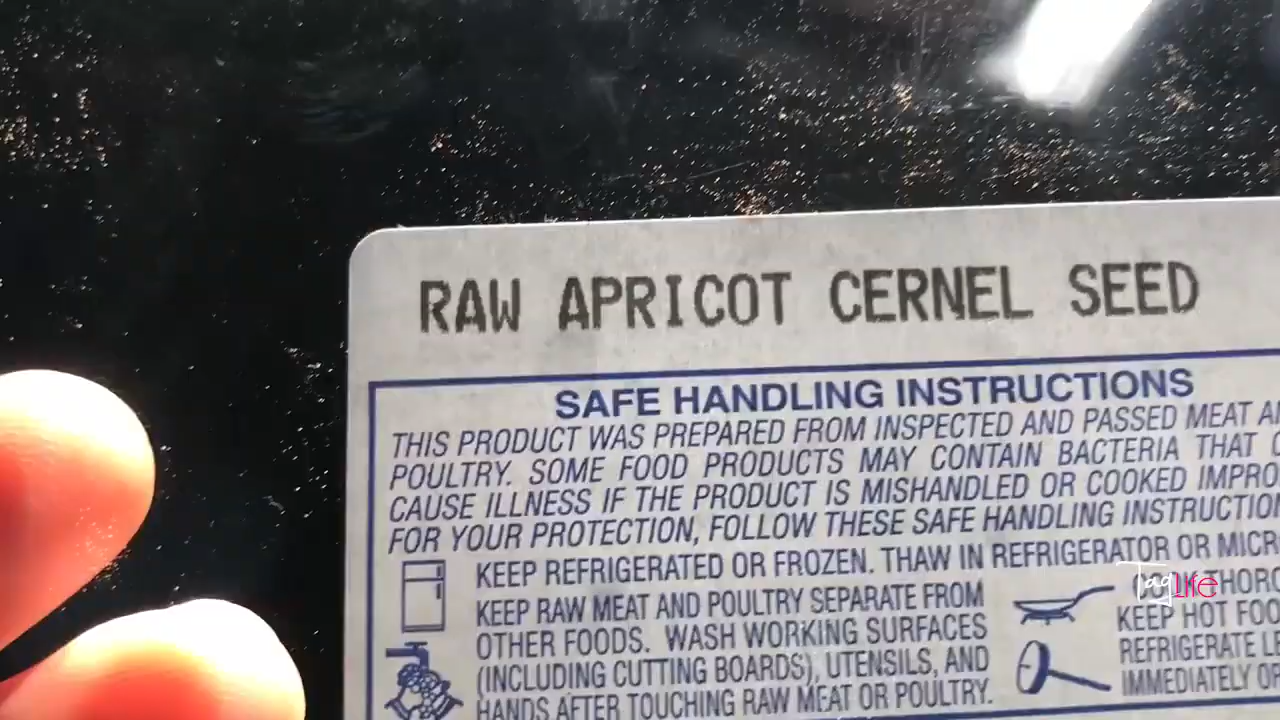 RAW APRICOT CERNEL SEED
SAFE HANDLING INSTRUCTIONS
THIS PRODUCT WAS PREPARED FROM INSPECTED AND PASSED MEAT
POULTRY. SOME FOOD PRODUCTS MAY CONTAIN BACTERIA THAT
CAUSE ILLNESS IF THE PRODUCT IS MISHANDLED OR COOKED
FOR YOUR PROTECTION, FOLLOW THESE SAFE HANDLING
KEEP REFRIGERATED OR FROZEN. THAW IN REFRIGERATOR OR
KEEP RAW MEAT AND POULTRY SEPARATE FROM
OTHER FOODS. WASH WORKING SURFACES
(INCLUDING CUTTING BOARDS), UTENSILS, AND
HANDS AFTER TOUCHING RAW MEAT OR POULTRY.
KEEP HOT
REFRIGERATE
IMMEDIATELY
Tag Life